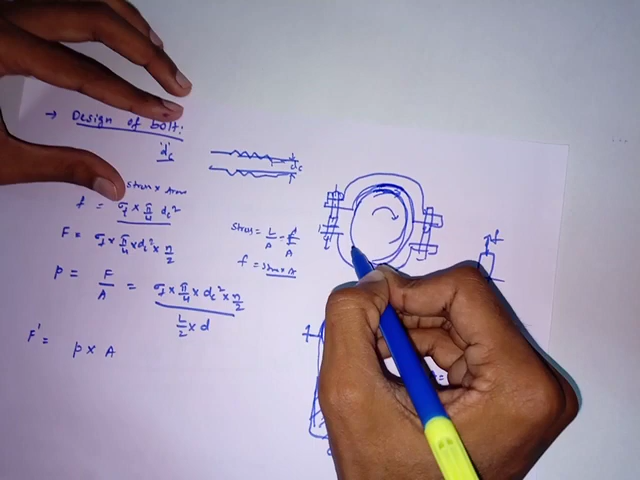 → Design of bolt:
'd'c
dc
Stress × Area
f = σt × π/4 dc²
F = σt × π/4 × dc² × n/2
Stress = L/A = f/A
f = Stress × A
P = F/A = σt × π/4 × dc² × n/2 / L/2 × d
F' = P × A
f